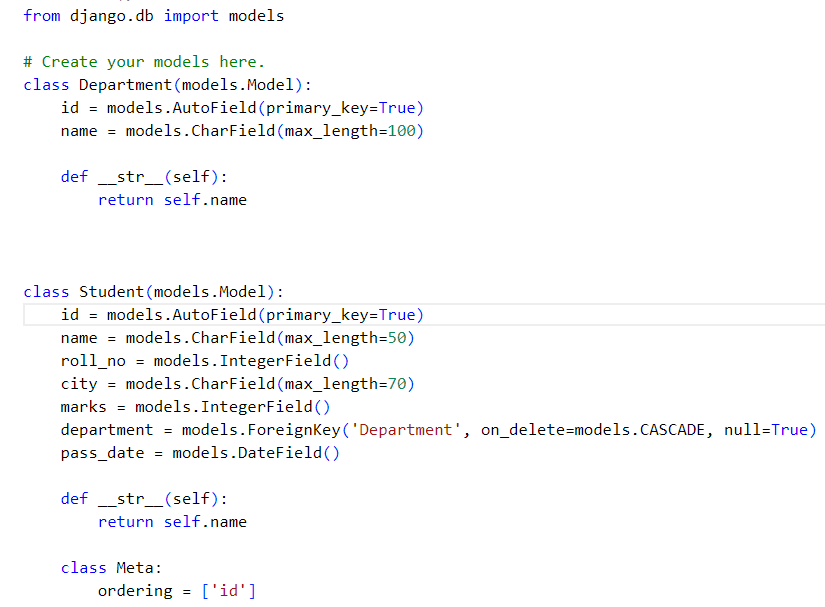 from django.db import models
# Create your models here.
class Department(models.Model):
    id = models.AutoField(primary_key=True)
    name = models.CharField(max_length=100)
    def __str__(self):
        return self.name
class Student(models.Model):
    id = models.AutoField(primary_key=True)
    name = models.CharField(max_length=50)
    roll_no = models.IntegerField()
    city = models.CharField(max_length=70)
    marks = models.IntegerField()
    department = models.ForeignKey('Department', on_delete=models.CASCADE, null=True)
    pass_date = models.DateField()
    def __str__(self):
        return self.name
    class Meta:
        ordering = ['id']